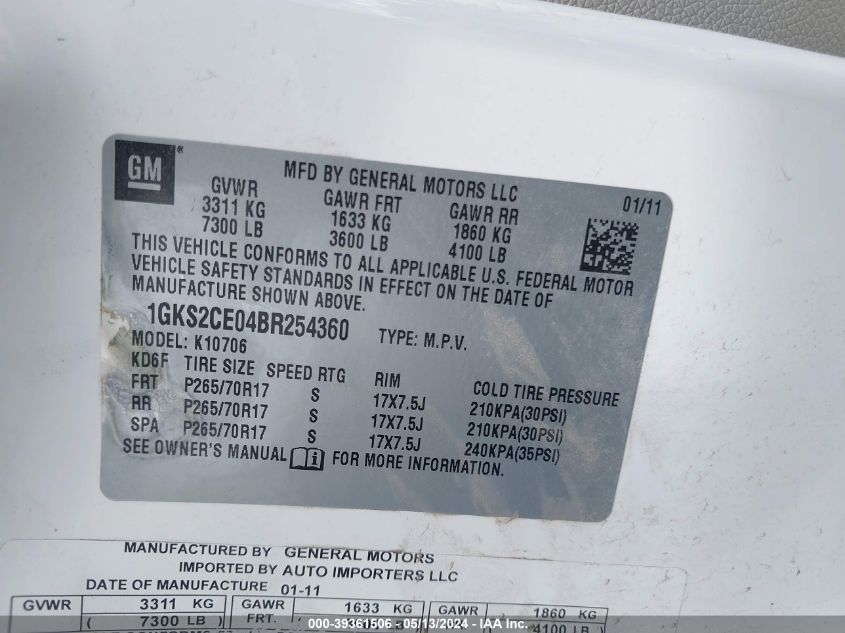 GM
MFD BY GENERAL MOTORS LLC
01/11
GVWR GAWR FRT GAWR RR
3311 KG 1633 KG 1860 KG
7300 LB 3600 LB 4100 LB
THIS VEHICLE CONFORMS TO ALL APPLICABLE U.S. FEDERAL MOTOR
VEHICLE SAFETY STANDARDS IN EFFECT ON THE DATE OF
MANUFACTURE SHOWN ABOVE.
1GKS2CE04BR254360 TYPE: M.P.V.
MODEL: K10706
KD6F TIRE SIZE SPEED RTG RIM COLD TIRE PRESSURE
FRT P265/70R17 S 17X7.5J 210KPA(30PSI)
RR P265/70R17 S 17X7.5J 210KPA(30PSI)
SPA P265/70R17 S 17X7.5J 240KPA(35PSI)
SEE OWNER'S MANUAL FOR MORE INFORMATION.
MANUFACTURED BY GENERAL MOTORS
IMPORTED BY AUTO IMPORTERS LLC
DATE OF MANUFACTURE 01-11
GVWR 3311 KG GAWR 1633 KG GAWR 1860 KG
( 7300 LB ) FRT. 4100 LB
000-39361506 - 05/13/2024 - IAA, Inc.